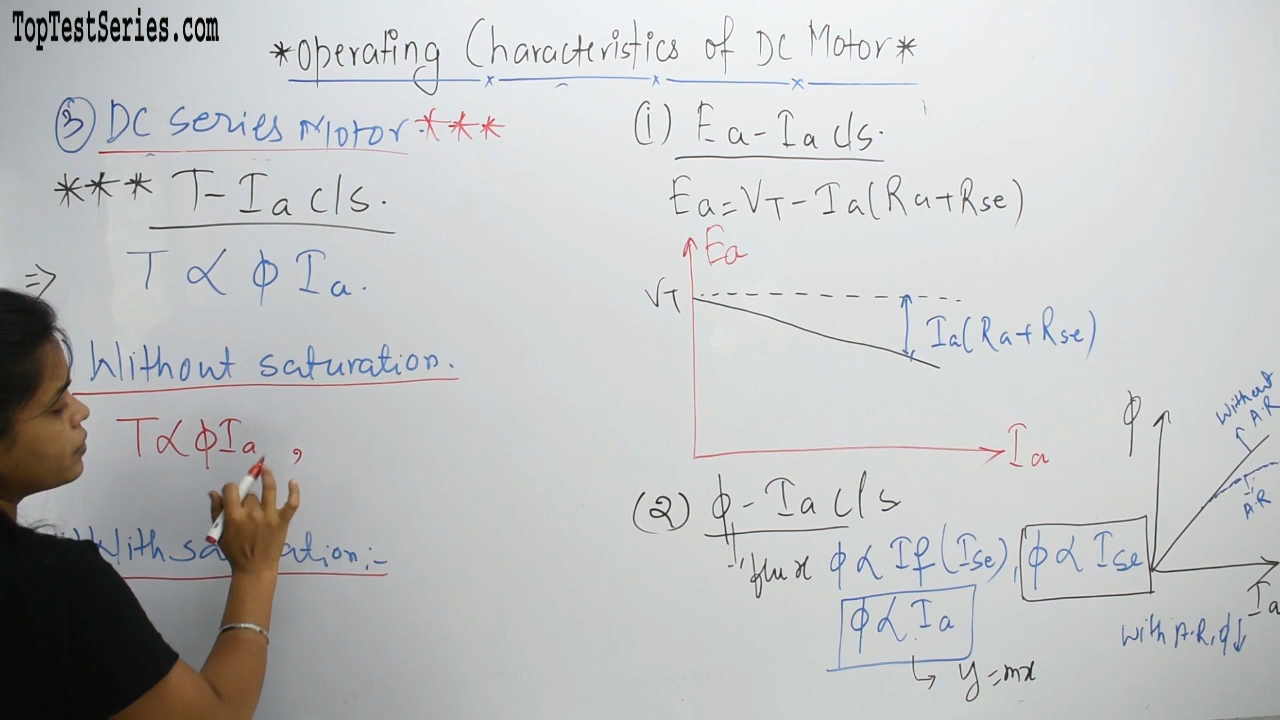 TopTestSeries.com
*Operating Characteristics of DC Motor*
③ DC Series Motor.***
*** T-Ia c/s.
⇒ T ∝ ϕ Ia.
Without saturation.
T ∝ ϕ Ia ,
With saturation:-
(1) Ea-Ia c/s.
Ea = VT - Ia(Ra+Rse)
Ea
VT
Ia(Ra+Rse)
Ia
(2) ϕ - Ia c/s
flux ϕ ∝ If(Ise), ϕ ∝ Ise
ϕ ∝ Ia
↳ y=mx
ϕ
Without A.R
A.R
Ia
With A.R, ϕ↓